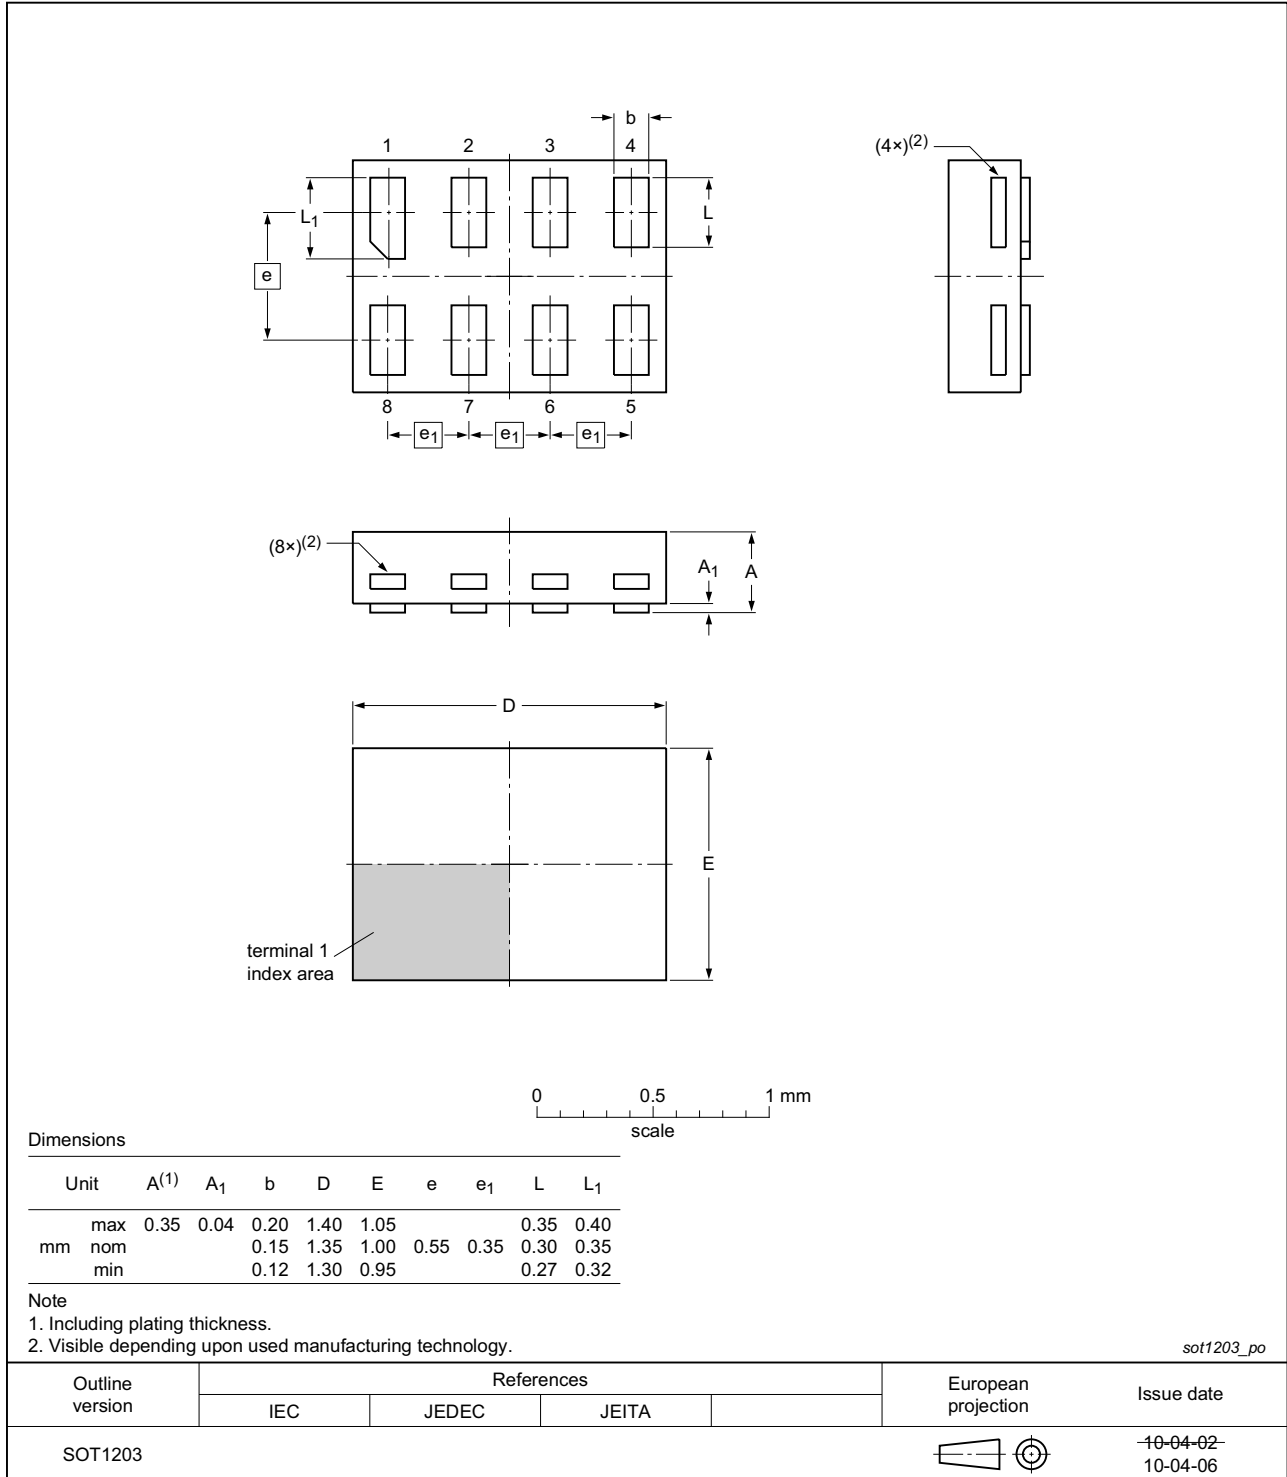 b
1 2 3 4
(4×)(2)
L1
L
e
8 7 6 5
e1 e1 e1
(8×)(2)
A1 A
D
E
terminal 1
index area
0 0.5 1 mm
scale
Dimensions
Unit A(1) A1 b D E e e1 L L1
max 0.35 0.04 0.20 1.40 1.05 0.35 0.40
mm nom 0.15 1.35 1.00 0.55 0.35 0.30 0.35
min 0.12 1.30 0.95 0.27 0.32
Note
1. Including plating thickness.
2. Visible depending upon used manufacturing technology.
sot1203_po
Outline
version
References
IEC JEDEC JEITA
European
projection
Issue date
SOT1203
10-04-02
10-04-06